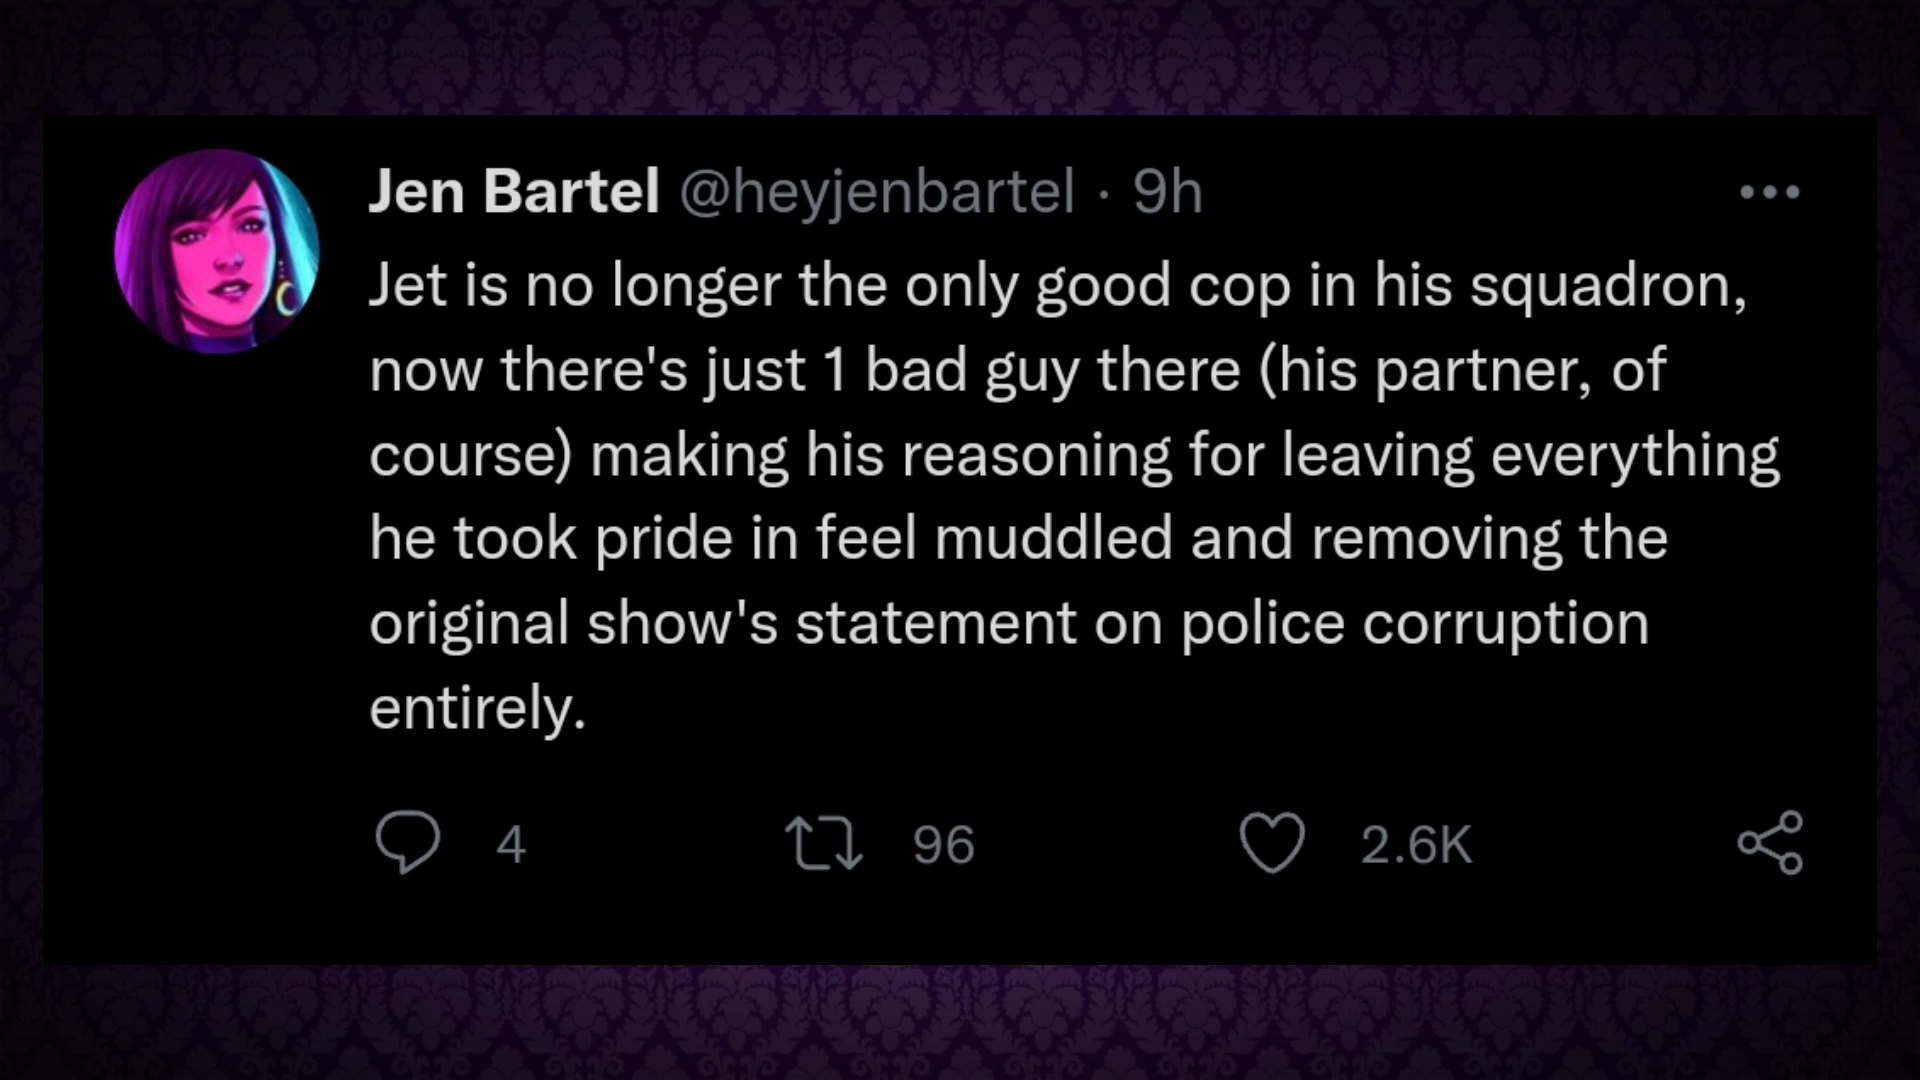 Jen Bartel @heyjenbartel · 9h
Jet is no longer the only good cop in his squadron,
now there's just 1 bad guy there (his partner, of
course) making his reasoning for leaving everything
he took pride in feel muddled and removing the
original show's statement on police corruption
entirely.
4 96 2.6K